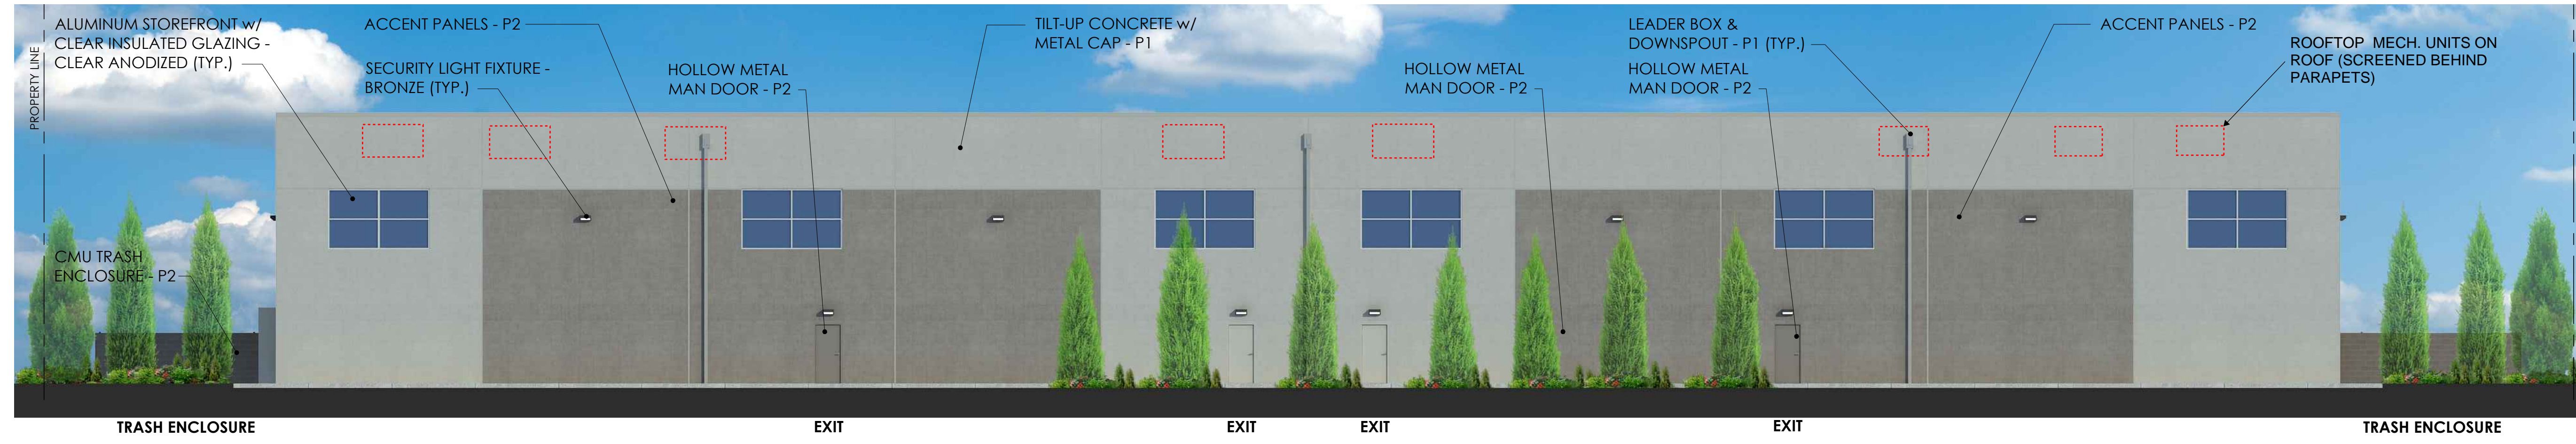 PROPERTY LINE
ALUMINUM STOREFRONT w/
CLEAR INSULATED GLAZING -
CLEAR ANODIZED (TYP.)
ACCENT PANELS - P2
SECURITY LIGHT FIXTURE -
BRONZE (TYP.)
HOLLOW METAL
MAN DOOR - P2
TILT-UP CONCRETE w/
METAL CAP - P1
HOLLOW METAL
MAN DOOR - P2
LEADER BOX &
DOWNSPOUT - P1 (TYP.)
HOLLOW METAL
MAN DOOR - P2
ACCENT PANELS - P2
ROOFTOP MECH. UNITS ON
ROOF (SCREENED BEHIND
PARAPETS)
CMU TRASH
ENCLOSURE - P2
TRASH ENCLOSURE
EXIT
EXIT
EXIT
EXIT
TRASH ENCLOSURE